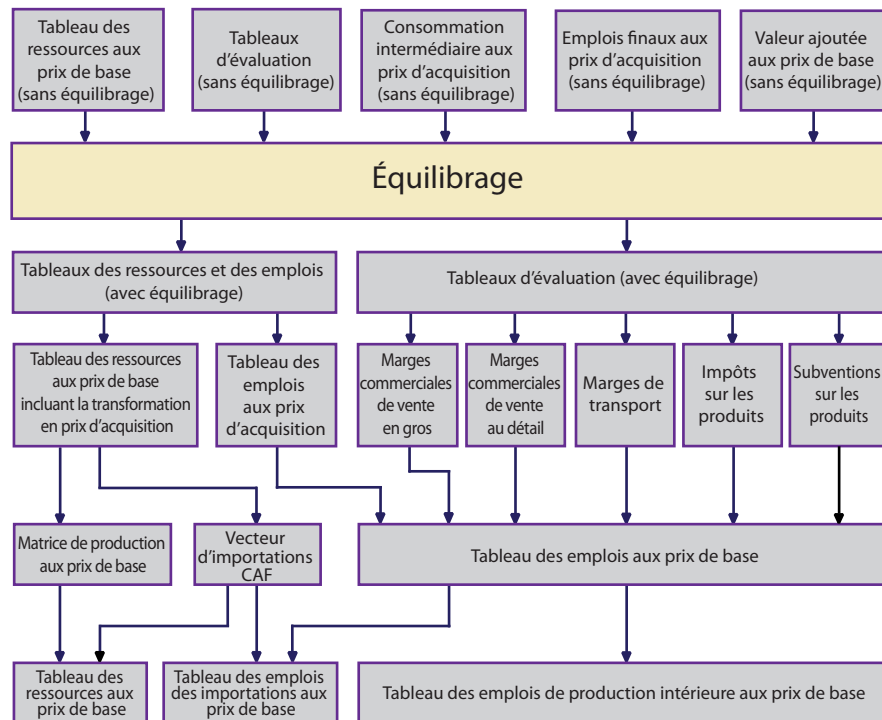 Tableau des
ressources aux
prix de base
(sans équilibrage)
Tableaux
d'évaluation
(sans équilibrage)
Consommation
intermédiaire aux
prix d'acquisition
(sans équilibrage)
Emplois finaux aux
prix d'acquisition
(sans équilibrage)
Valeur ajoutée
aux prix de base
(sans équilibrage)
Équilibrage
Tableaux des ressources et des emplois
(avec équilibrage)
Tableaux d'évaluation (avec équilibrage)
Tableau des ressources
aux prix de base
incluant la transformation
en prix d'acquisition
Tableau des
emplois
aux prix
d'acquisition
Marges
commerciales
de vente
en gros
Marges
commerciales
de vente
au détail
Marges de
transport
Impôts
sur les
produits
Subventions
sur les
produits
Matrice de production
aux prix de base
Vecteur
d'importations
CAF
Tableau des emplois aux prix de base
Tableau des
ressources aux
prix de base
Tableau des emplois
des importations aux
prix de base
Tableau des emplois de production intérieure aux prix de base